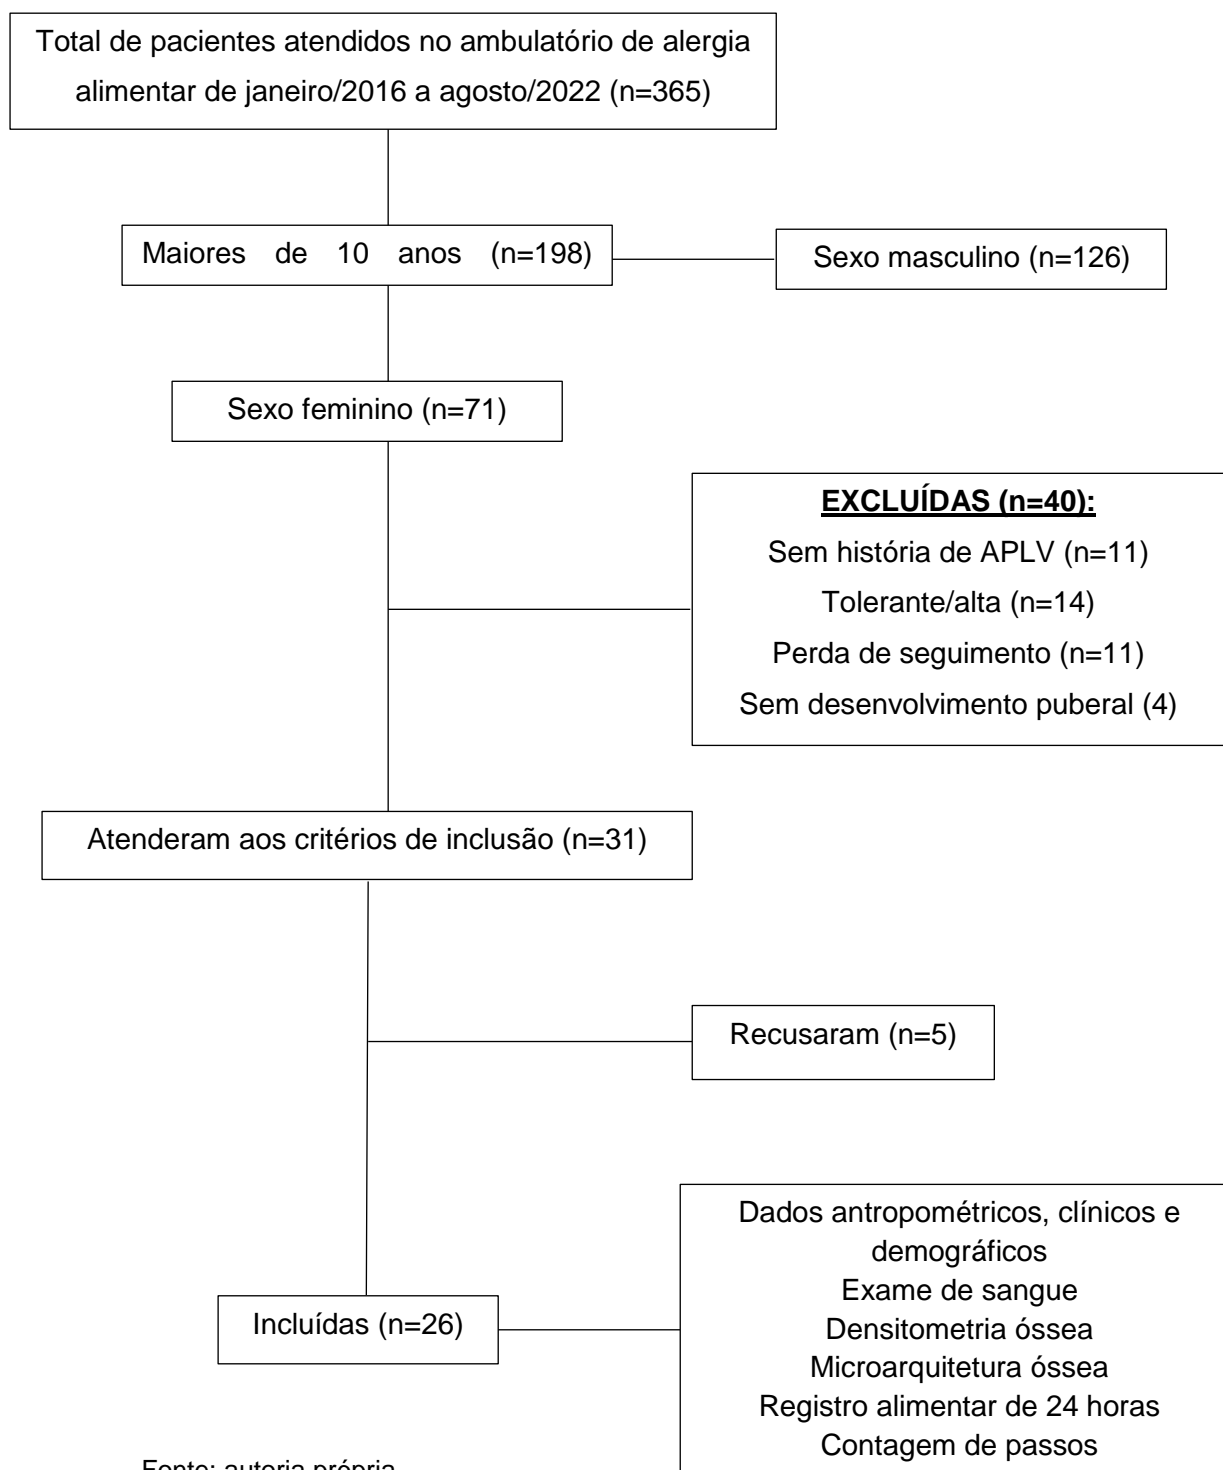 Total de pacientes atendidos no ambulatório de alergia
alimentar de janeiro/2016 a agosto/2022 (n=365)
Maiores de 10 anos (n=198)
Sexo masculino (n=126)
Sexo feminino (n=71)
EXCLUÍDAS (n=40):
Sem história de APLV (n=11)
Tolerante/alta (n=14)
Perda de seguimento (n=11)
Sem desenvolvimento puberal (4)
Atenderam aos critérios de inclusão (n=31)
Recusaram (n=5)
Incluídas (n=26)
Dados antropométricos, clínicos e
demográficos
Exame de sangue
Densitometria óssea
Microarquitetura óssea
Registro alimentar de 24 horas
Contagem de passos
Fonte: autoria própria